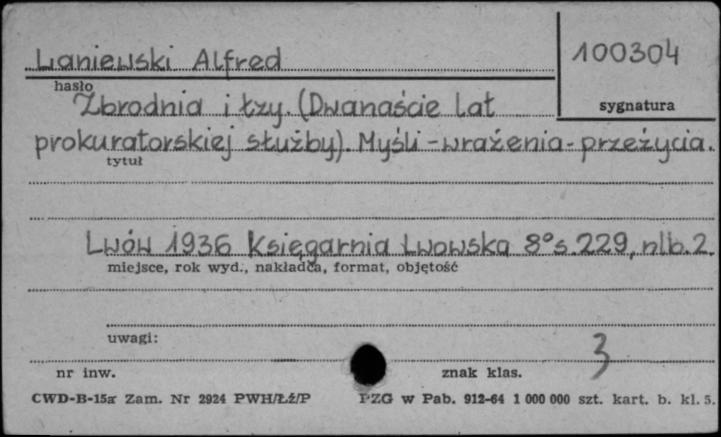 Laniewski Alfred
100304
hasło
Zbrodnia i łzy. (Dwanaście lat
sygnatura
prokuratorskiej służby). Myśli - wrażenia - przeżycia.
tytuł
Lwów 1936 Księgarnia Lwowska 8° s. 229, nlb. 2.
miejsce, rok wyd., nakładca, format, objętość
uwagi:
3
nr inw.
znak klas.
CWD-B-15a Zam. Nr 2924 PWH/Łź/P
PZG w Pab. 912-64 1 000 000 szt. kart. b. kl. 5.